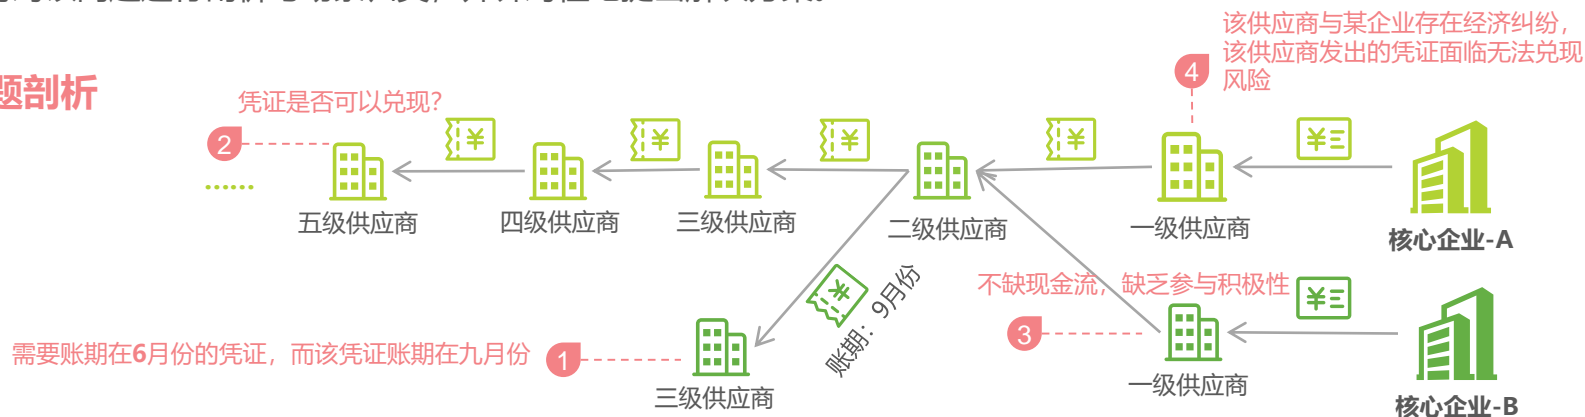 该供应商与某企业存在经济纠纷,
该供应商发出的凭证面临无法兑现
风险
4
题剖析
凭证是否可以兑现?
2
......
五级供应商
四级供应商
三级供应商
二级供应商
一级供应商
核心企业-A
账期:9月份
不缺现金流,缺乏参与积极性
3
需要账期在6月份的凭证,而该凭证账期在九月份
1
三级供应商
一级供应商
核心企业-B